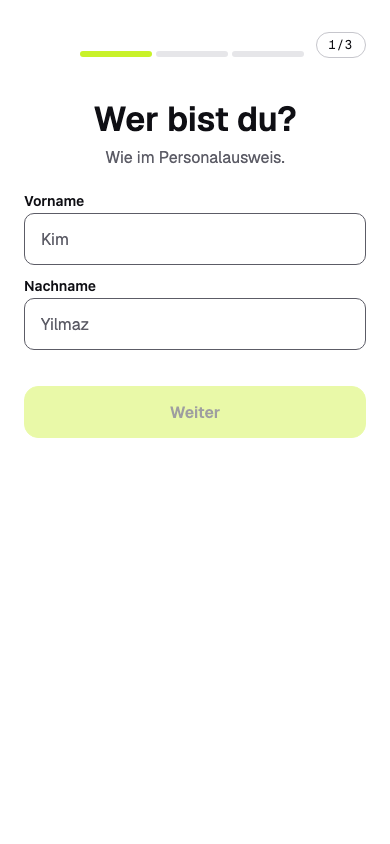 1/3
Wer bist du?
Wie im Personalausweis.
Vorname
Kim
Nachname
Yilmaz
Weiter